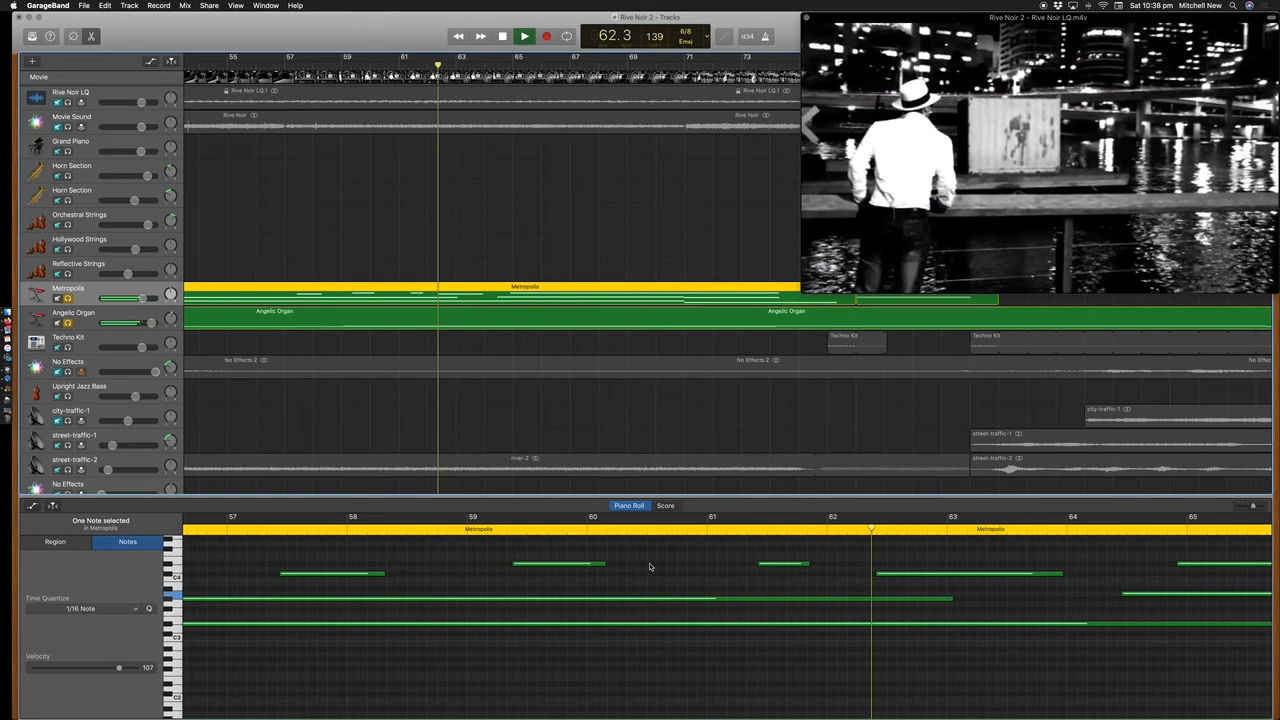 GarageBand File Edit Track Record Mix Share View Window Help
Sat 10:38 pm Mitchell New
Rive Noir 2 - Tracks
Rive Noir 2 - Rive Noir LQ.m4v
62.3 139 6/8 Emaj
1234
55 57 59 61 63 65 67 69 71 73
Movie
Rive Noir LQ
Rive Noir LQ.1
Rive Noir LQ.1
Movie Sound
Rive Noir
Rive Noir
Grand Piano
Horn Section
Horn Section
Orchestral Strings
Hollywood Strings
Reflective Strings
Metropolis
Metropolis
Angelic Organ
Angelic Organ
Angelic Organ
Techno Kit
Techno Kit
Techno Kit
No Effects
No Effects.2
No Effects.2
No Effec
Upright Jazz Bass
city-traffic-1
city-traffic-1
street-traffic-1
street-traffic-1
street-traffic-2
river-2
street-traffic-2
No Effects
Piano Roll Score
One Note selected
in Metropolis
57 58 59 60 61 62 63 64 65
Metropolis
Metropolis
Region Notes
C4
Time Quantize
1/16 Note Q
C3
Velocity
107
C2